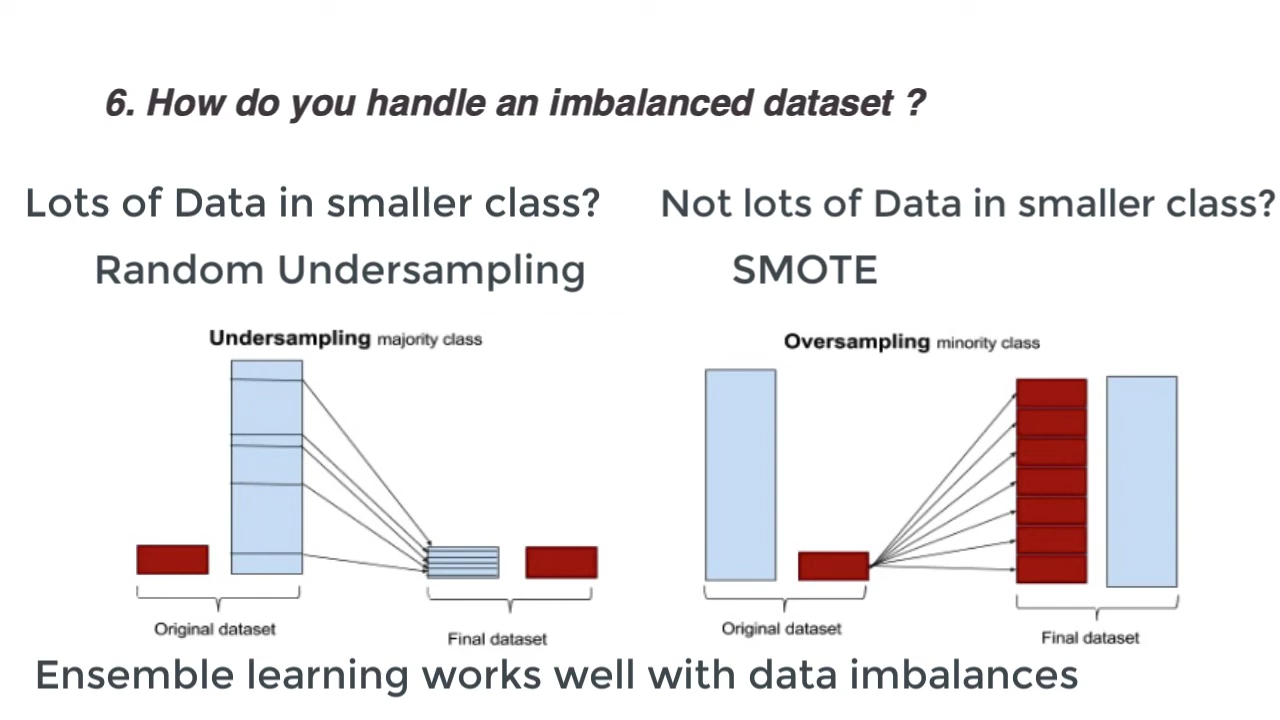 6. How do you handle an imbalanced dataset ?
Lots of Data in smaller class?
Random Undersampling
Undersampling majority class
Original dataset
Final dataset
Not lots of Data in smaller class?
SMOTE
Oversampling minority class
Original dataset
Final dataset
Ensemble learning works well with data imbalances